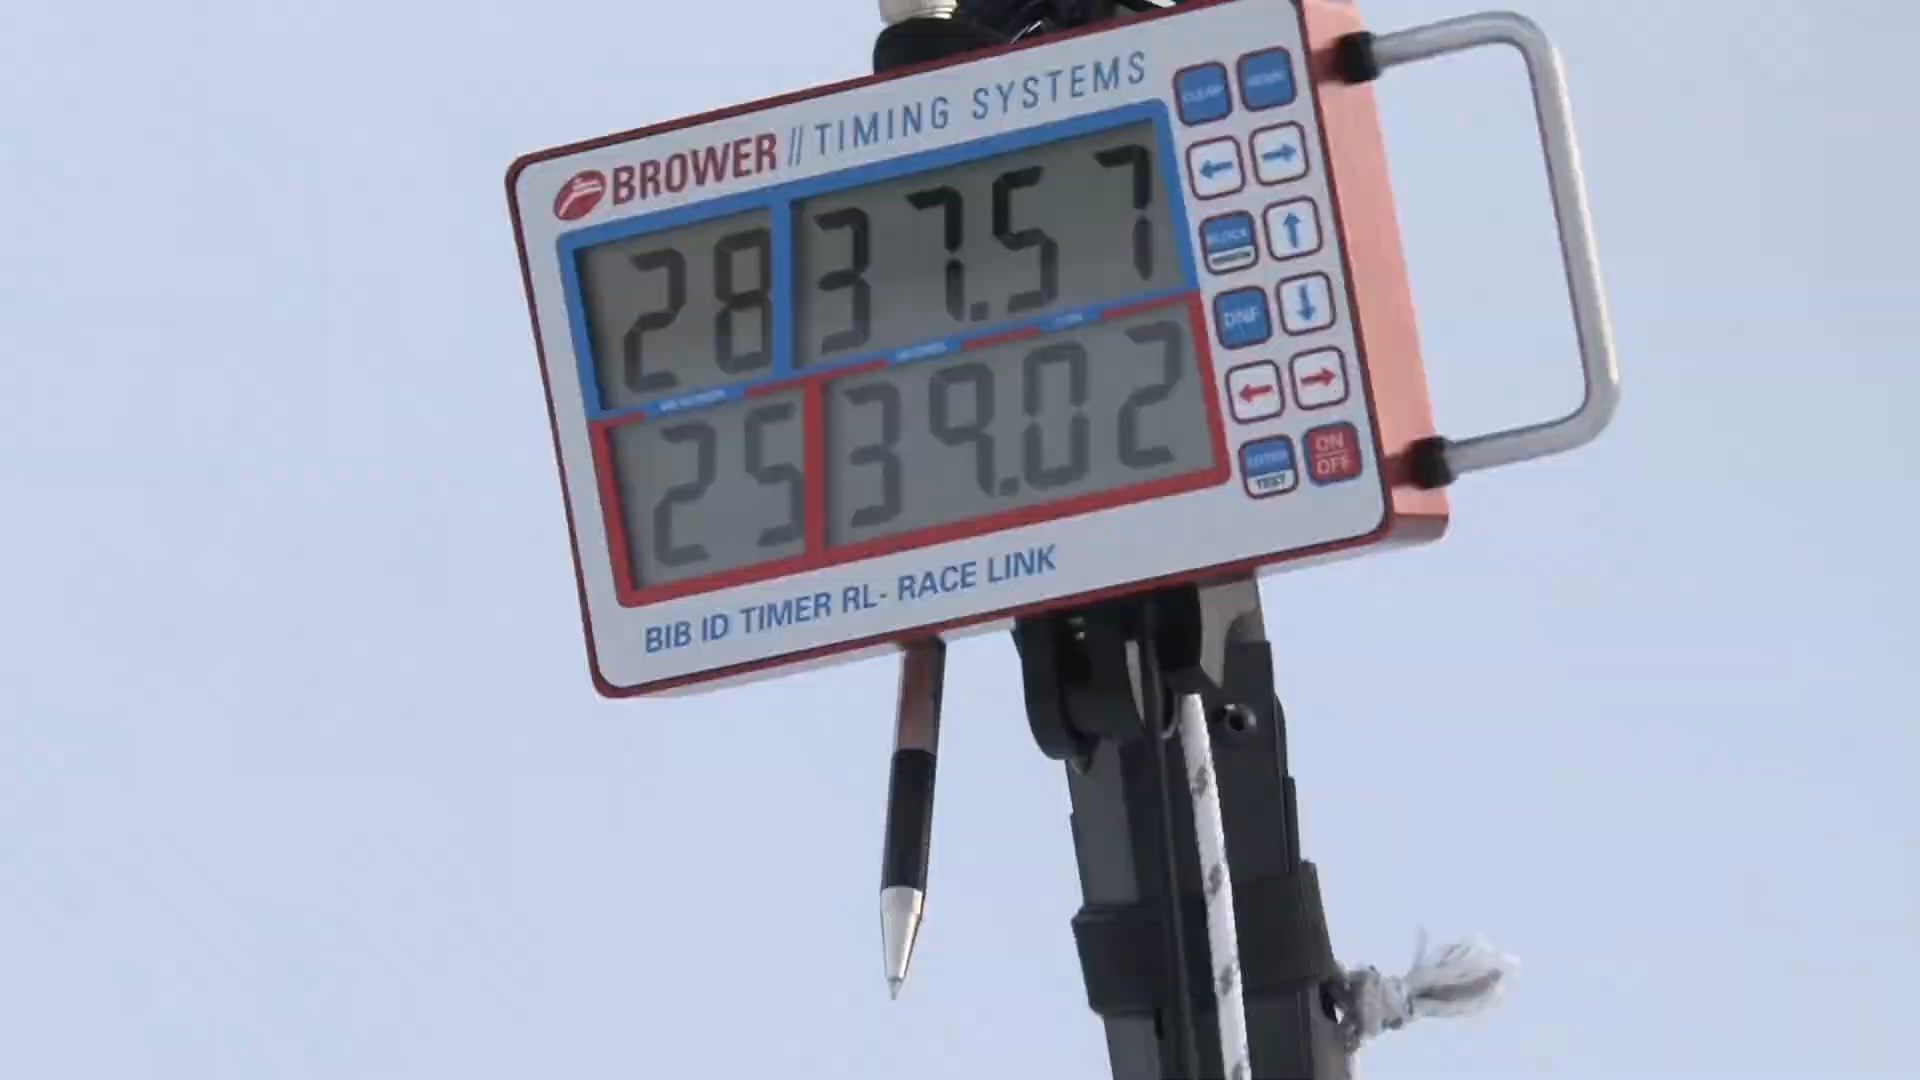 BROWER // TIMING SYSTEMS
28 37.57
25 39.02
BIB ID TIMER RL- RACE LINK
CLEAR
DNF
TEST
ON
OFF